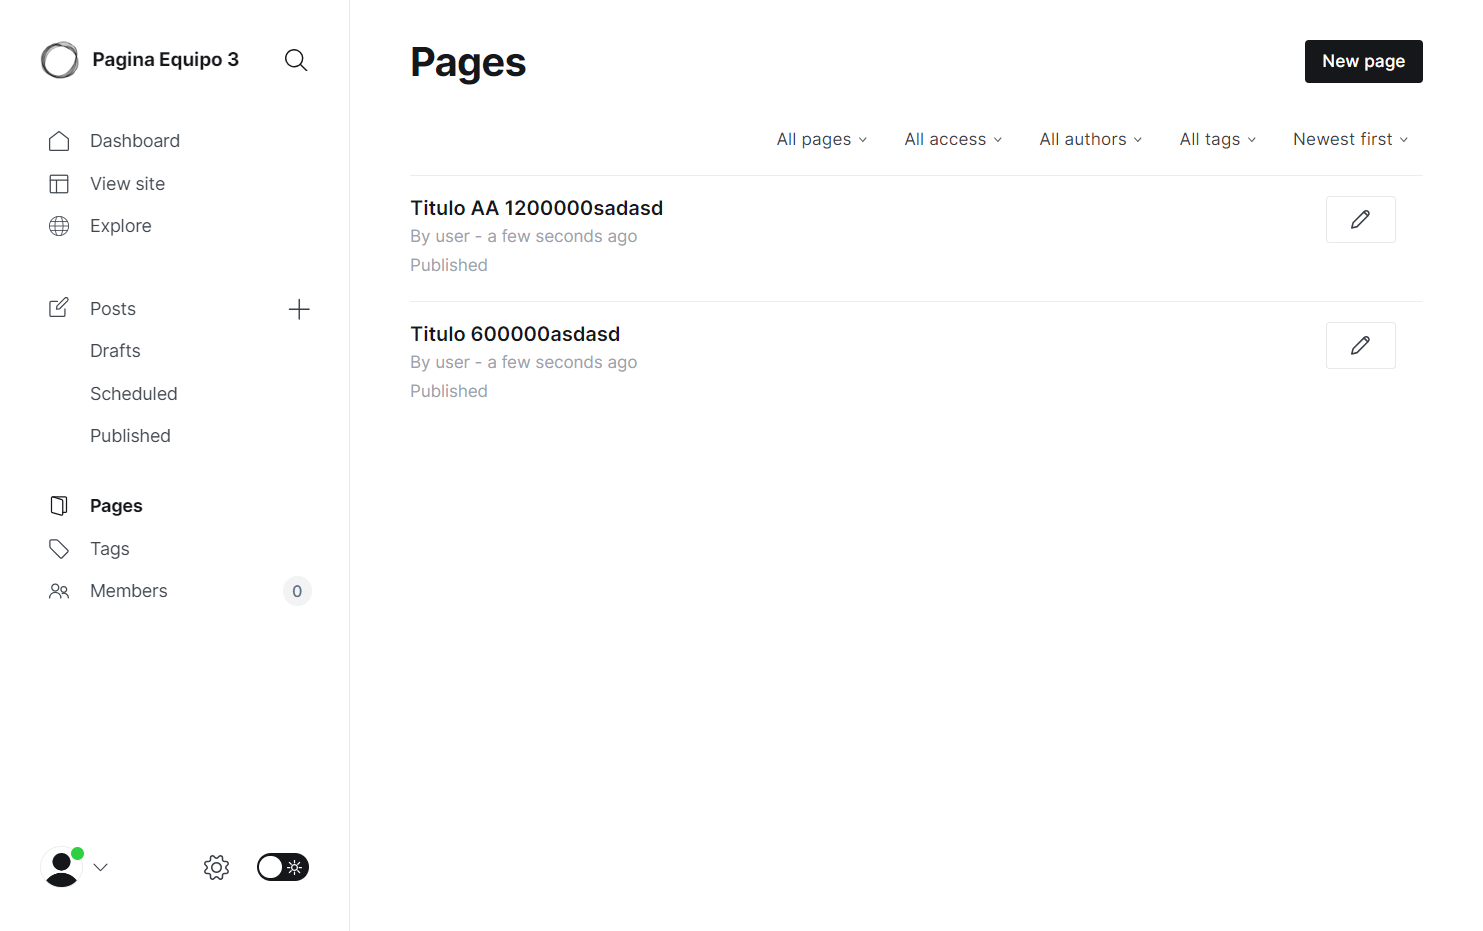 Pagina Equipo 3
Dashboard
View site
Explore
Posts
Drafts
Scheduled
Published
Pages
Tags
Members 0
Pages
New page
All pages All access All authors All tags Newest first
Titulo AA 1200000sadasd
By user - a few seconds ago
Published
Titulo 600000asdasd
By user - a few seconds ago
Published